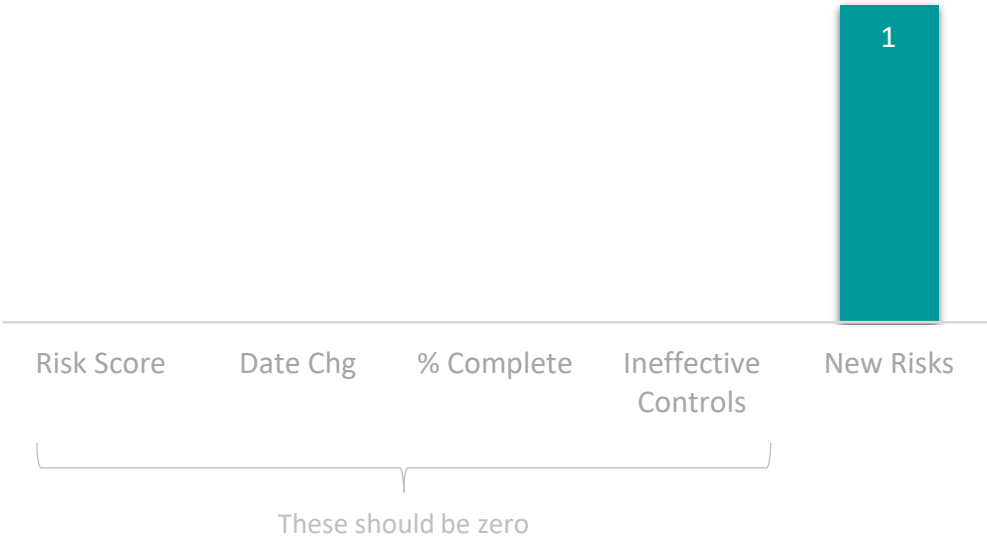 1
Risk Score
Date Chg
% Complete
Ineffective
Controls
New Risks
These should be zero